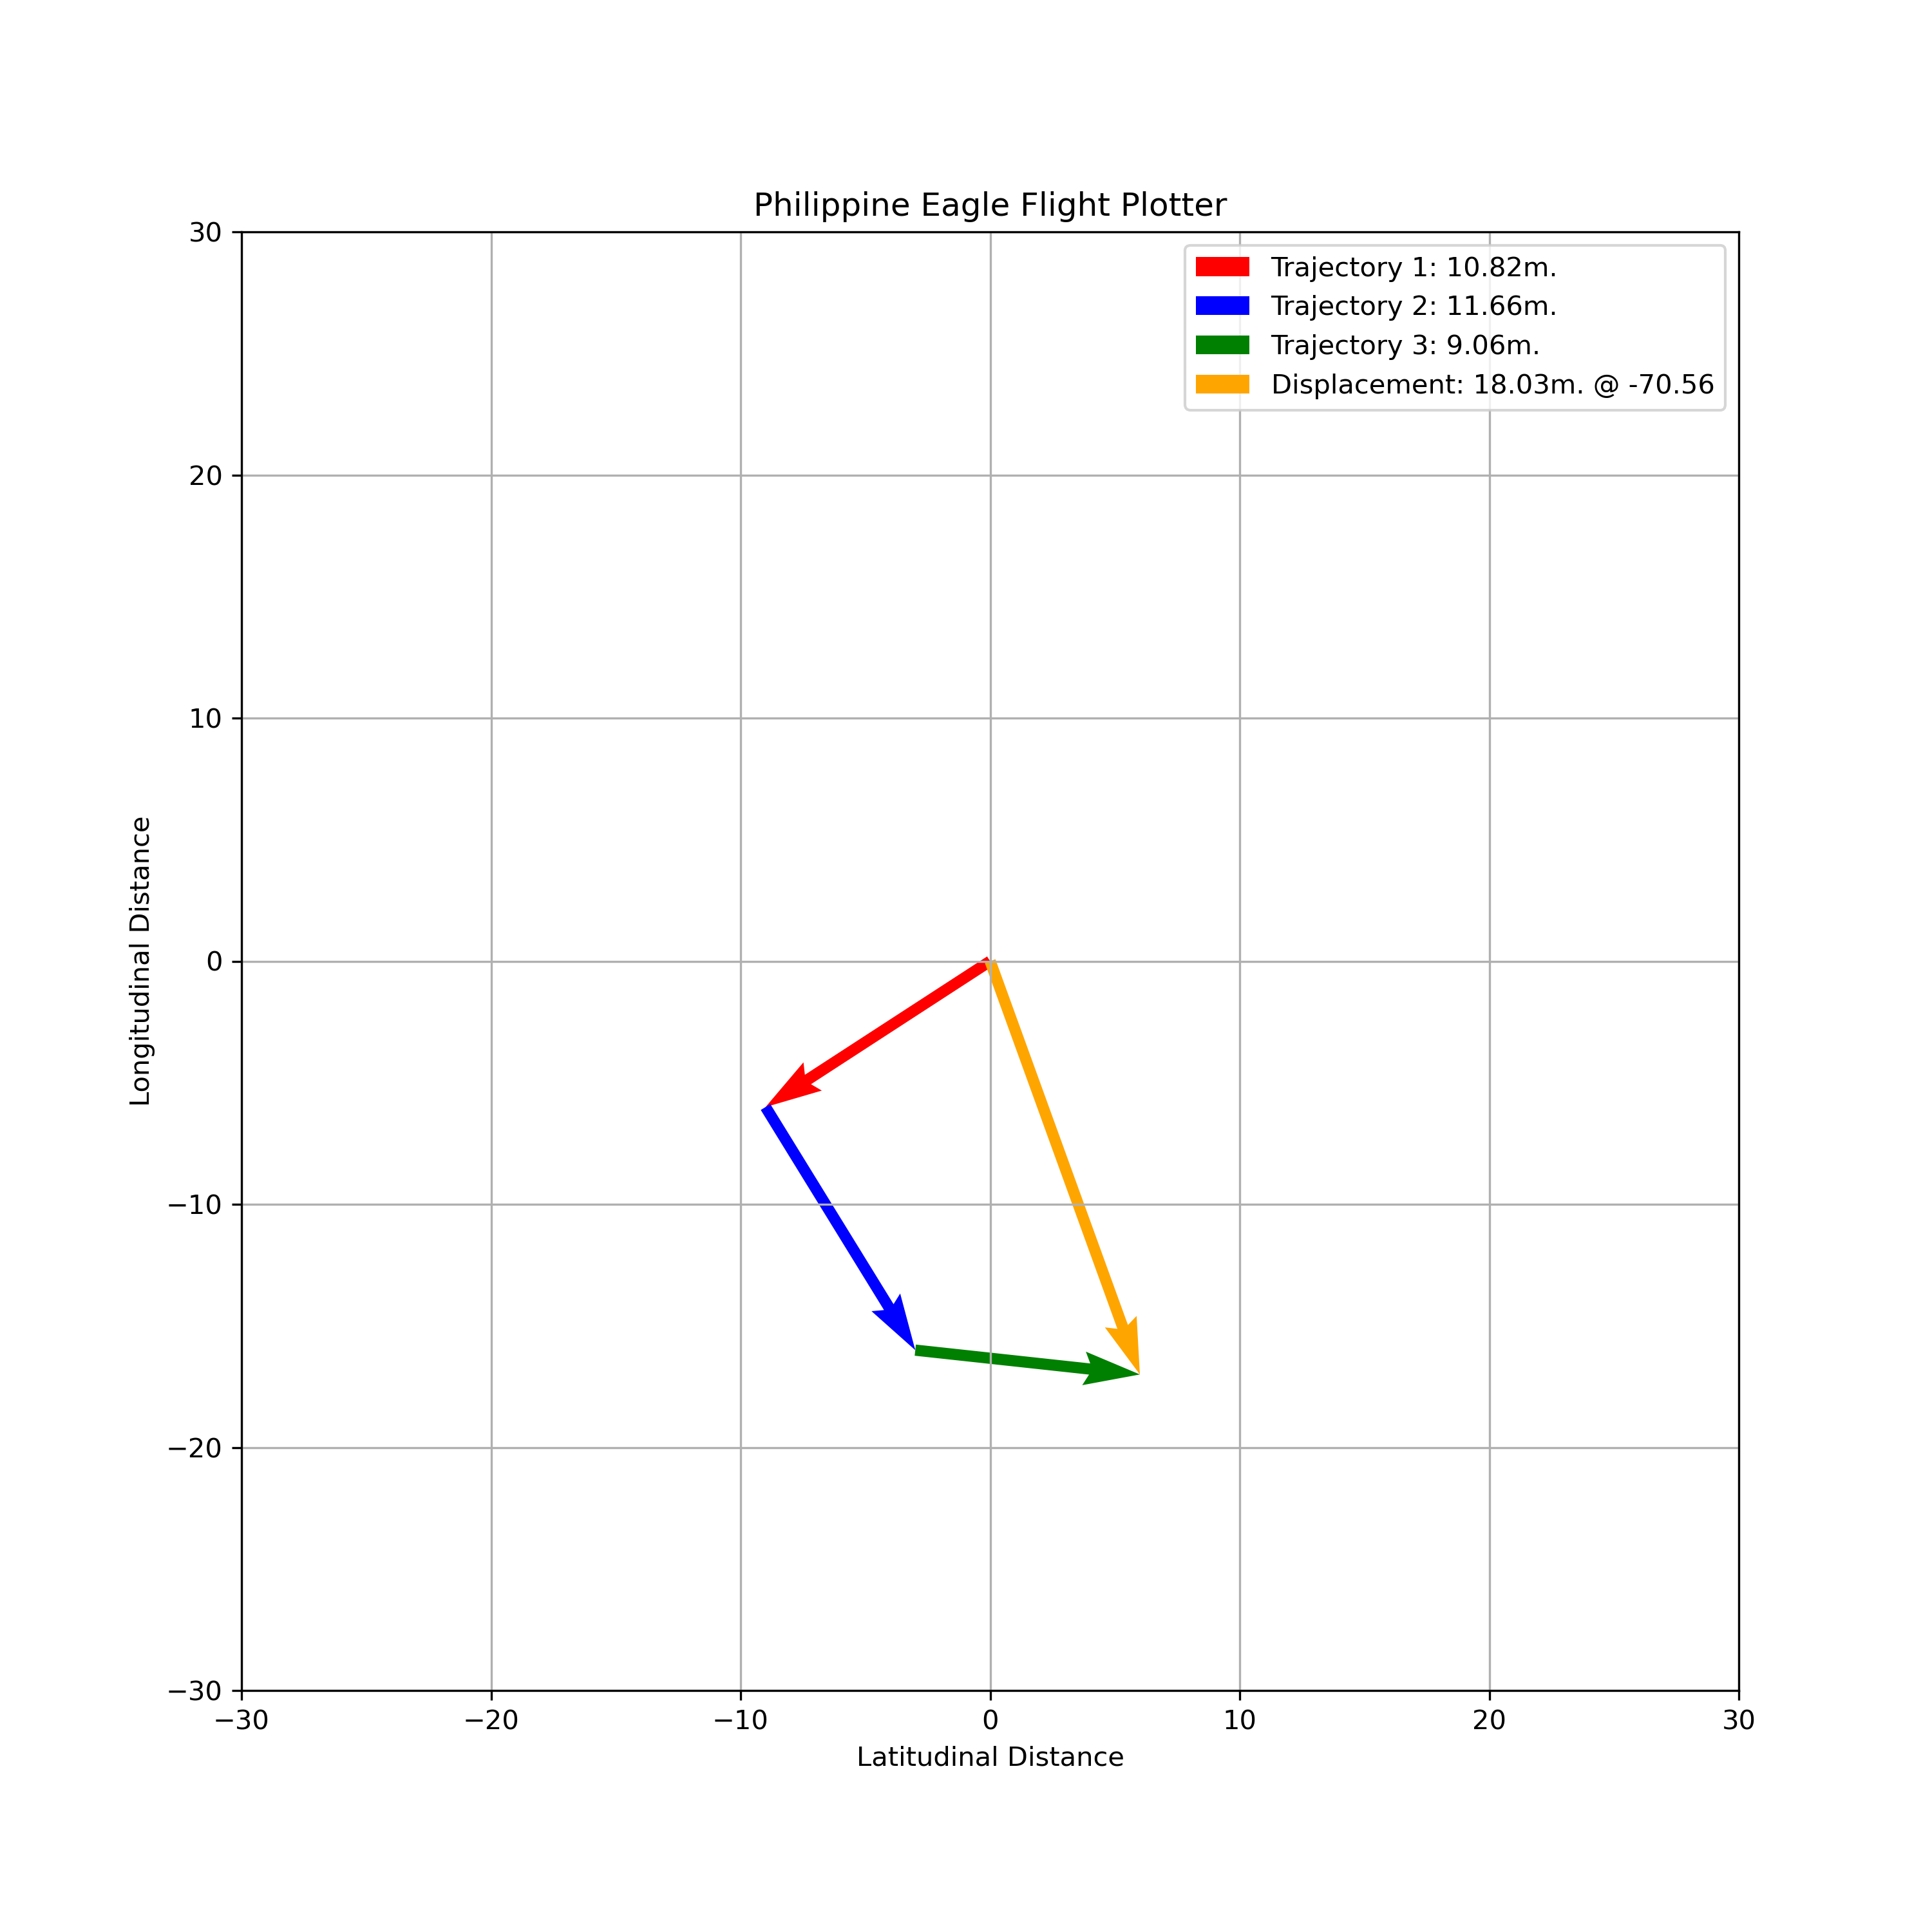 Philippine Eagle Flight Plotter
Trajectory 1: 10.82m.
Trajectory 2: 11.66m.
Trajectory 3: 9.06m.
Displacement: 18.03m. @ -70.56
30
20
10
0
−10
−20
−30
Longitudinal Distance
−30 −20 −10 0 10 20 30
Latitudinal Distance